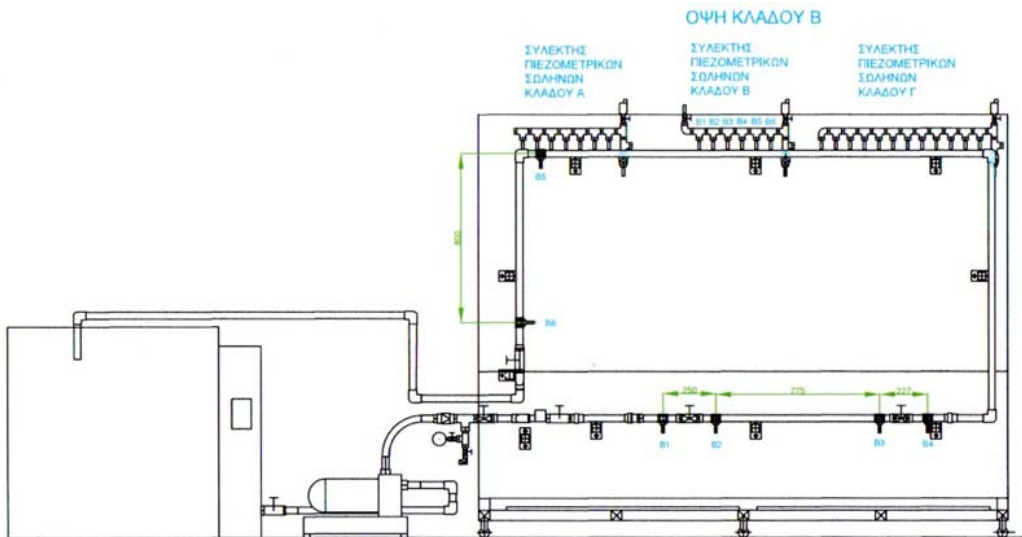 ΟΨΗ ΚΛΑΔΟΥ Β
ΣΥΛΕΚΤΗΣ
ΠΙΕΖΟΜΕΤΡΙΚΩΝ
ΣΩΛΗΝΩΝ
ΚΛΑΔΟΥ Α
ΣΥΛΕΚΤΗΣ
ΠΙΕΖΟΜΕΤΡΙΚΩΝ
ΣΩΛΗΝΩΝ
ΚΛΑΔΟΥ Β
ΣΥΛΕΚΤΗΣ
ΠΙΕΖΟΜΕΤΡΙΚΩΝ
ΣΩΛΗΝΩΝ
ΚΛΑΔΟΥ Γ
B1 B2 B3 B4 B5 B6
B5
800
B6
250
775
227
B1
B2
B3
B4